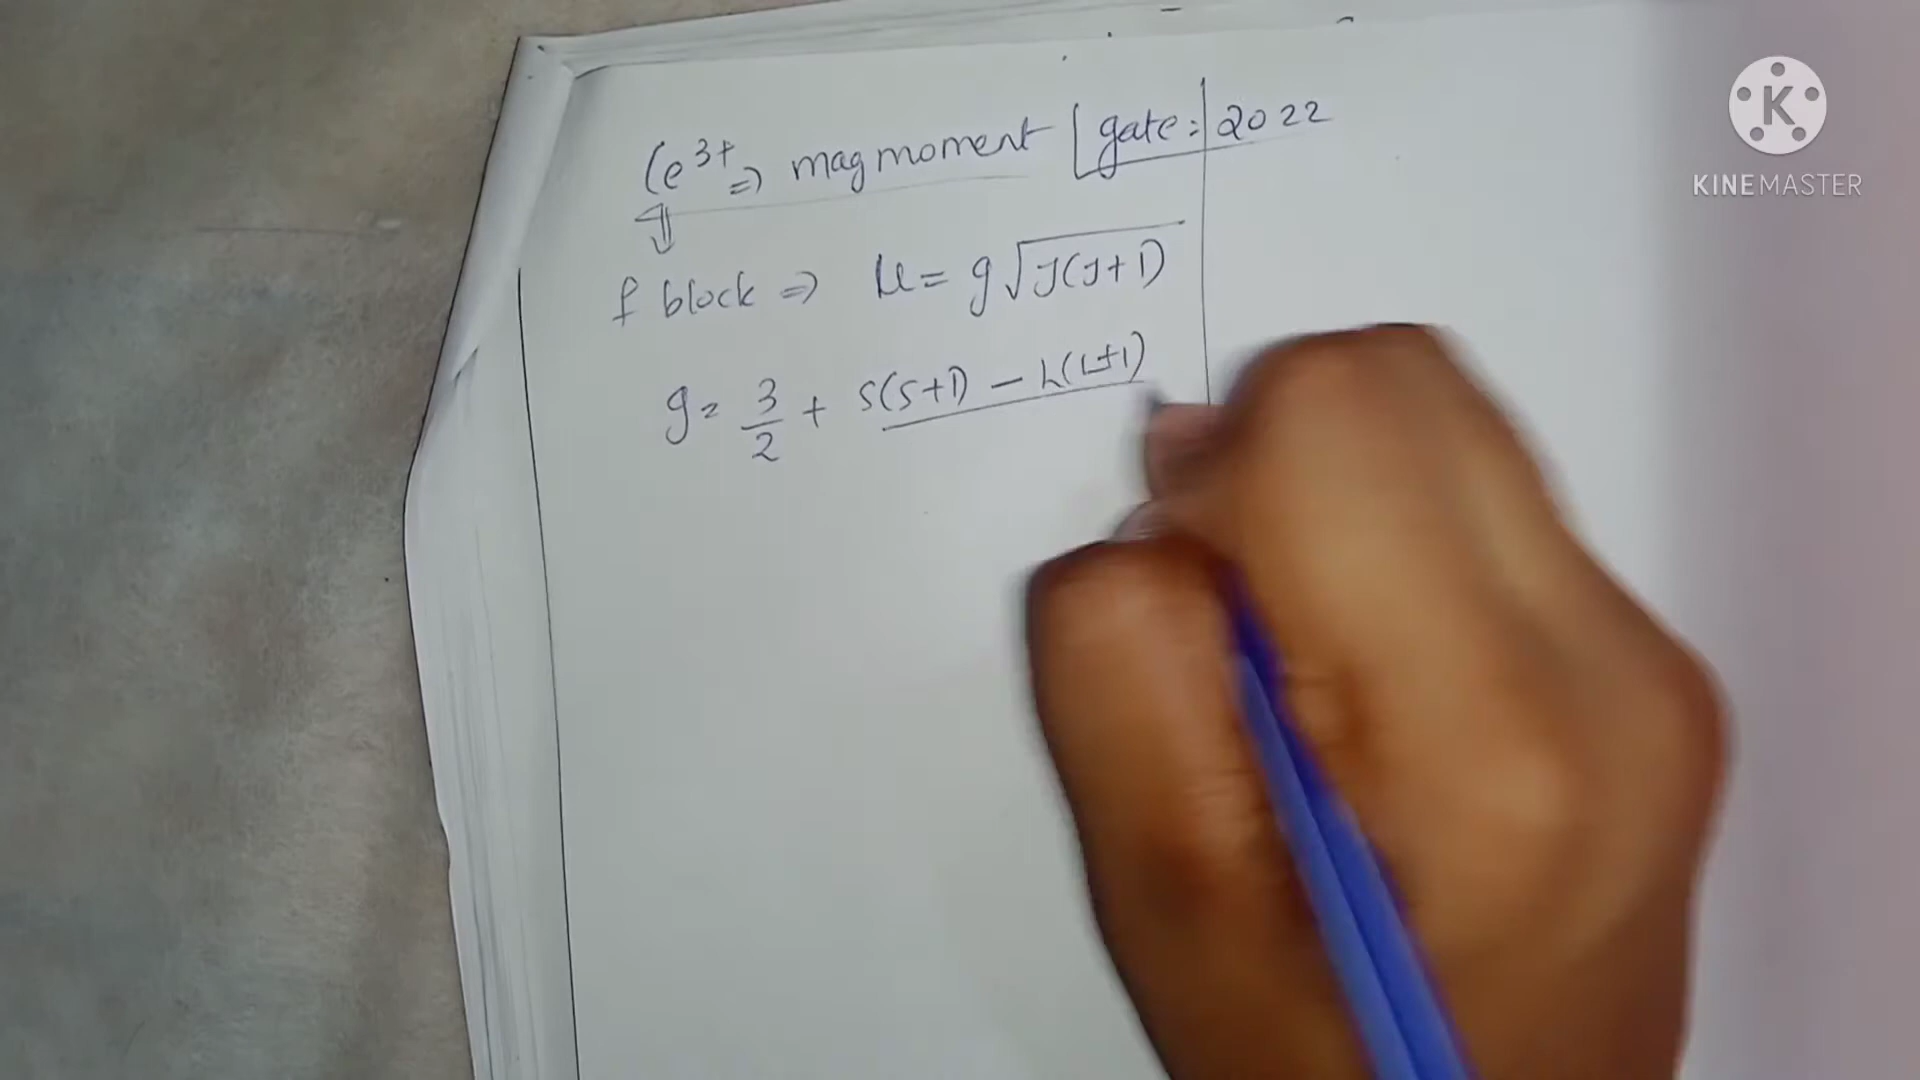 Ce3+ => mag moment [gate: 2022
f block => μ = g√J(J+1)
g = 3/2 + S(S+1) - L(L+1)
K
KINEMASTER